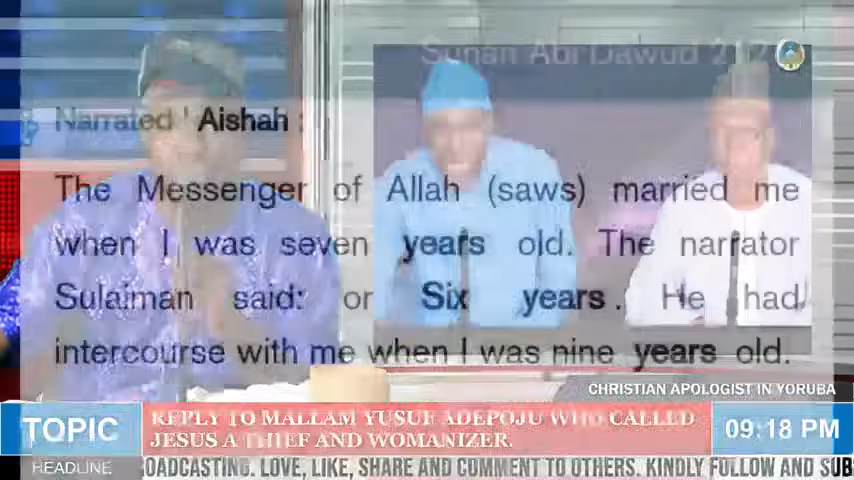 Sunan Abi Dawud 212
Narrated 'Aishah :
The Messenger of Allah (saws) married me
when I was seven years old. The narrator
Sulaiman said: or Six years. He had
intercourse with me when I was nine years old.
CHRISTIAN APOLOGIST IN YORUBA
TOPIC
REPLY TO MALLAM YUSUF ADEPOJU WHO CALLED
JESUS A THIEF AND WOMANIZER.
09:18 PM
HEADLINE
OADCASTING. LOVE, LIKE, SHARE AND COMMENT TO OTHERS. KINDLY FOLLOW AND SUB